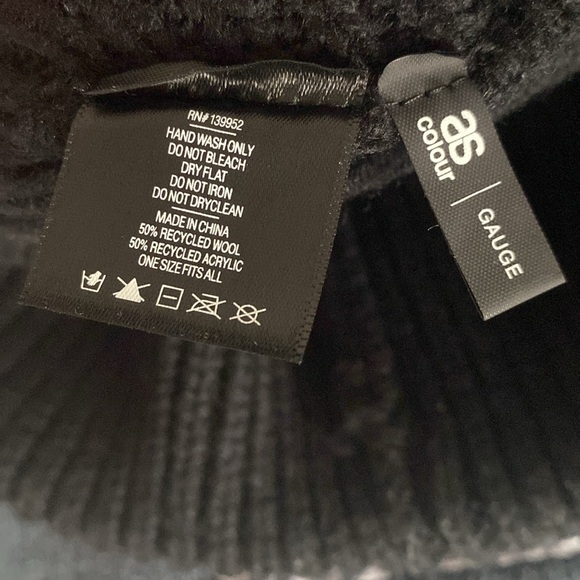 RN# 139952
HAND WASH ONLY
DO NOT BLEACH
DRY FLAT
DO NOT IRON
DO NOT DRYCLEAN
MADE IN CHINA
50% RECYCLED WOOL
50% RECYCLED ACRYLIC
ONE SIZE FITS ALL
as
colour
GAUGE